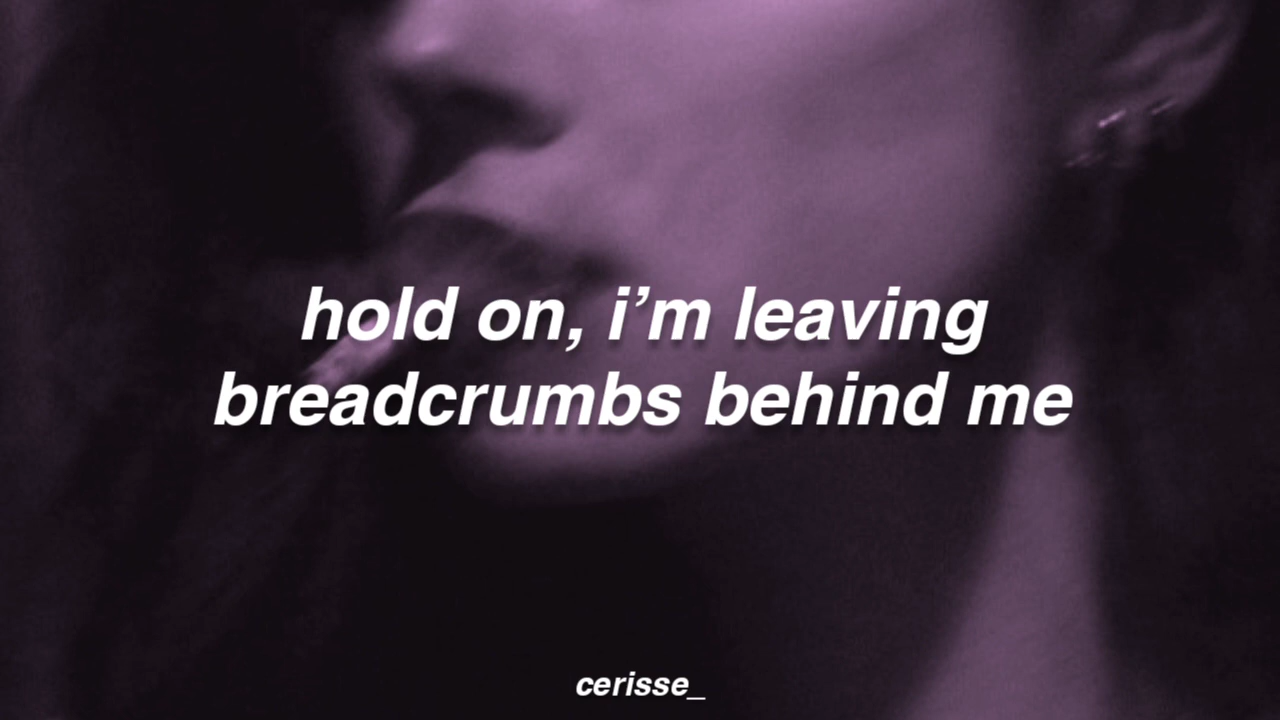 hold on, i’m leaving
breadcrumbs behind me
cerisse_